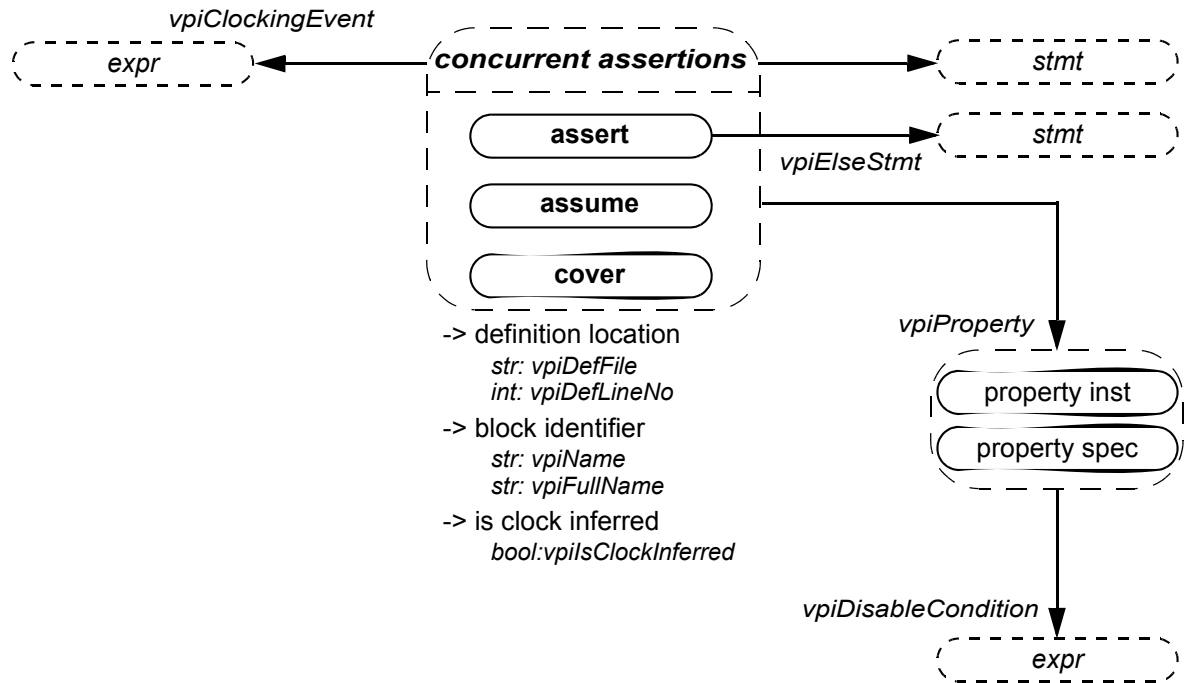 vpiClockingEvent
expr
concurrent assertions
stmt
assert
stmt
vpiElseStmt
assume
cover
vpiProperty
-> definition location
str: vpiDefFile
int: vpiDefLineNo
property inst
-> block identifier
property spec
str: vpiName
str: vpiFullName
-> is clock inferred
bool:vpiIsClockInferred
vpiDisableCondition
expr